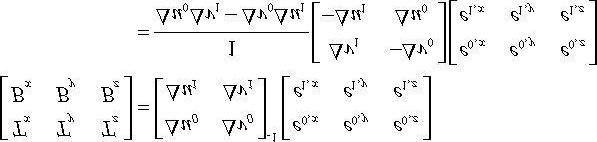 [T_x T_y T_z; B_x B_y B_z] = [Δu_0 Δv_0; Δu_1 Δv_1]^-1 [e_0,x e_0,y e_0,z; e_1,x e_1,y e_1,z]
= 1/(Δu_0Δv_1 − Δv_0Δu_1) [Δv_1 −Δv_0; −Δu_1 Δu_0] [e_0,x e_0,y e_0,z; e_1,x e_1,y e_1,z]